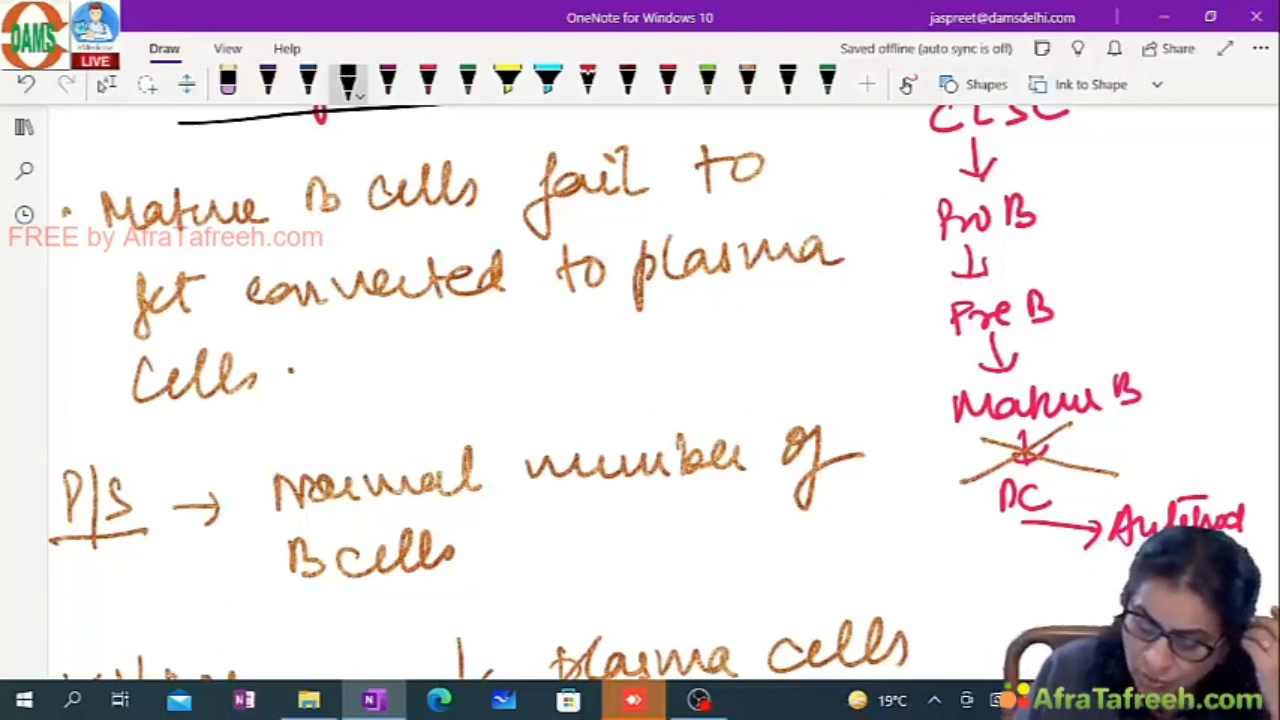 DAMS
eMedicoz
LIVE
OneNote for Windows 10
jaspreet@damsdelhi.com
Draw
View
Help
Saved offline (auto sync is off)
Share
Shapes
Ink to Shape
CLSC
Pro B
Pre B
Mature B
PC
Mature B cells fail to
FREE by AfraTafreeh.com
get converted to plasma
cells.
P/S → Normal number of
B cells
↓ plasma cells
19°C
AfraTafreeh.com